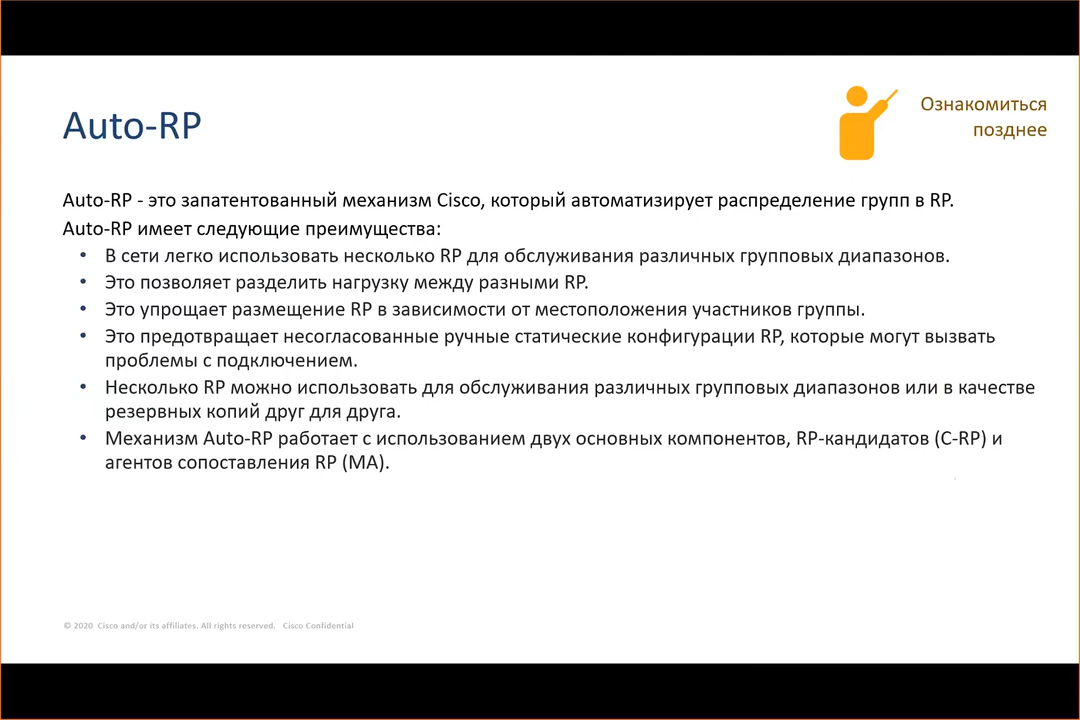 Auto-RP
Ознакомиться
позднее
Auto-RP - это запатентованный механизм Cisco, который автоматизирует распределение групп в RP.
Auto-RP имеет следующие преимущества:
• В сети легко использовать несколько RP для обслуживания различных групповых диапазонов.
• Это позволяет разделить нагрузку между разными RP.
• Это упрощает размещение RP в зависимости от местоположения участников группы.
• Это предотвращает несогласованные ручные статические конфигурации RP, которые могут вызвать
проблемы с подключением.
• Несколько RP можно использовать для обслуживания различных групповых диапазонов или в качестве
резервных копий друг для друга.
• Механизм Auto-RP работает с использованием двух основных компонентов, RP-кандидатов (C-RP) и
агентов сопоставления RP (MA).
© 2020 Cisco and/or its affiliates. All rights reserved. Cisco Confidential